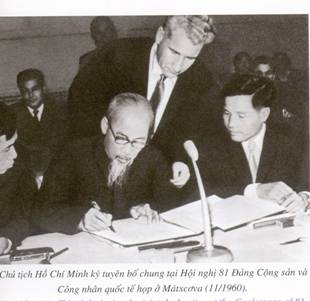 Chủ tịch Hồ Chí Minh ký tuyên bố chung tại Hội nghị 81 Đảng Cộng sản và
Công nhân quốc tế họp ở Mátxcơva (11/1960).